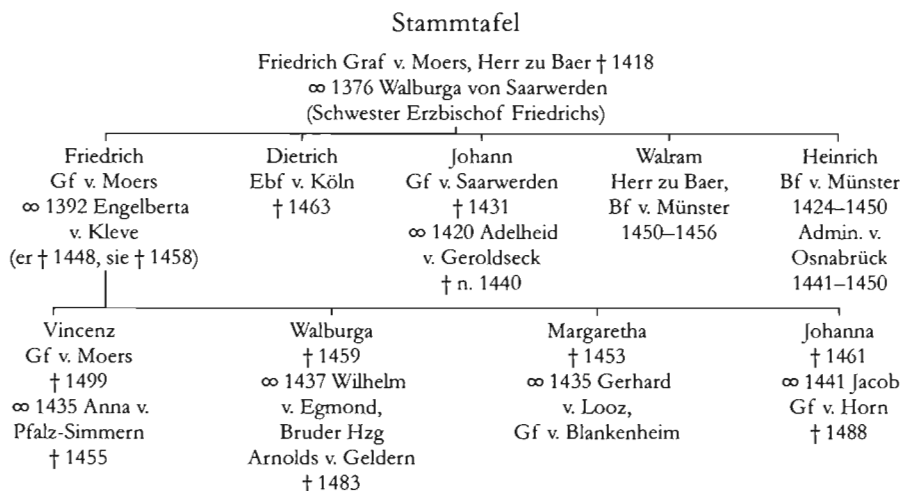 Stammtafel
Friedrich Graf v. Moers, Herr zu Baer † 1418
∞ 1376 Walburga von Saarwerden
(Schwester Erzbischof Friedrichs)
Friedrich
Gf v. Moers
∞ 1392 Engelberta
v. Kleve
(er † 1448, sie † 1458)
Dietrich
Ebf v. Köln
† 1463
Johann
Gf v. Saarwerden
† 1431
∞ 1420 Adelheid
v. Geroldseck
† n. 1440
Walram
Herr zu Baer,
Bf v. Münster
1450–1456
Heinrich
Bf v. Münster
1424–1450
Admin. v.
Osnabrück
1441–1450
Vincenz
Gf v. Moers
† 1499
∞ 1435 Anna v.
Pfalz-Simmern
† 1455
Walburga
† 1459
∞ 1437 Wilhelm
v. Egmond,
Bruder Hzg
Arnolds v. Geldern
† 1483
Margaretha
† 1453
∞ 1435 Gerhard
v. Looz,
Gf v. Blankenheim
Johanna
† 1461
∞ 1441 Jacob
Gf v. Horn
† 1488